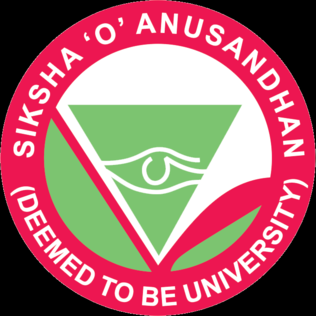 SIKSHA 'O' ANUSANDHAN
(DEEMED TO BE UNIVERSITY)